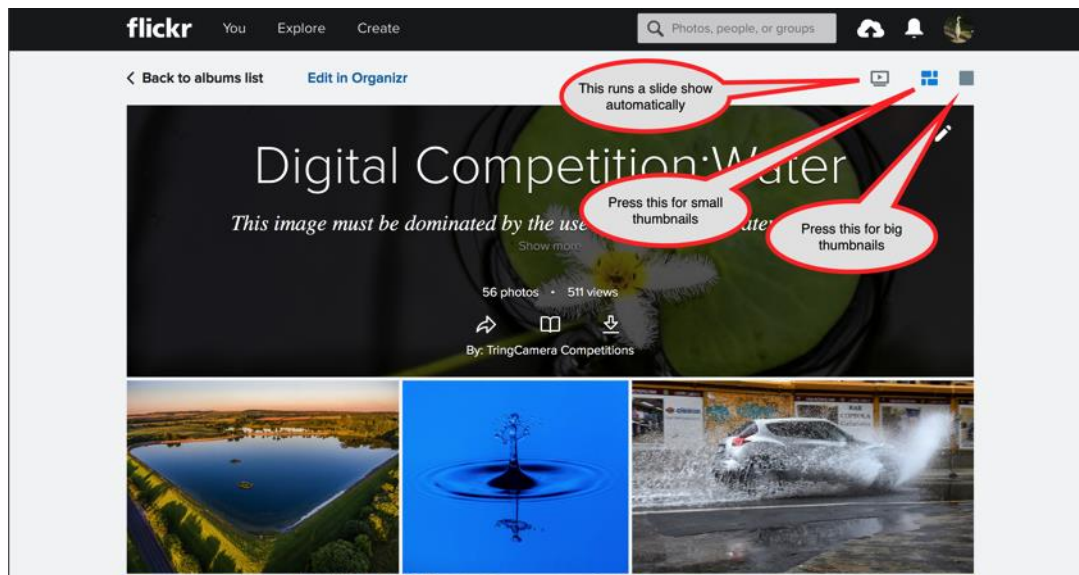 flickr You Explore Create Photos, people, or groups
Back to albums list Edit in Organizr
This runs a slide show
automatically
Digital Competition:Water
Press this for small
thumbnails
This image must be dominated by the use
Press this for big
thumbnails
Show more
56 photos • 511 views
By: TringCamera Competitions